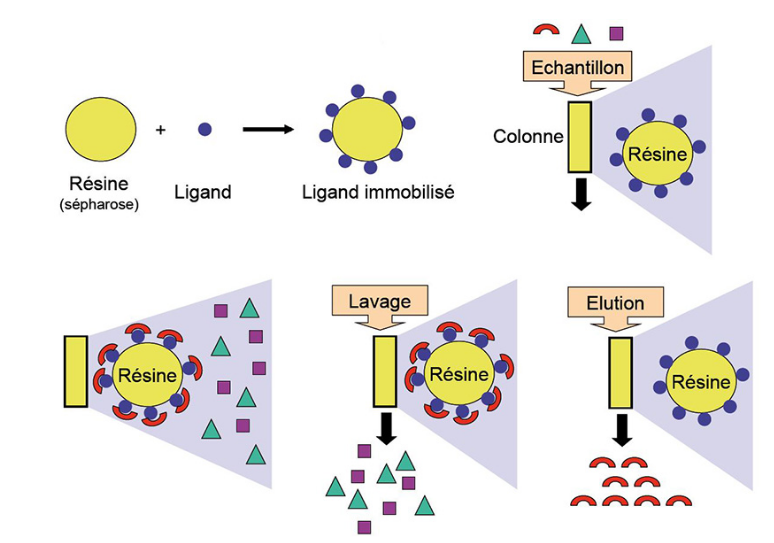 Echantillon
Résine
(sépharose)
+
Ligand
Ligand immobilisé
Colonne
Résine
Résine
Lavage
Résine
Elution
Résine